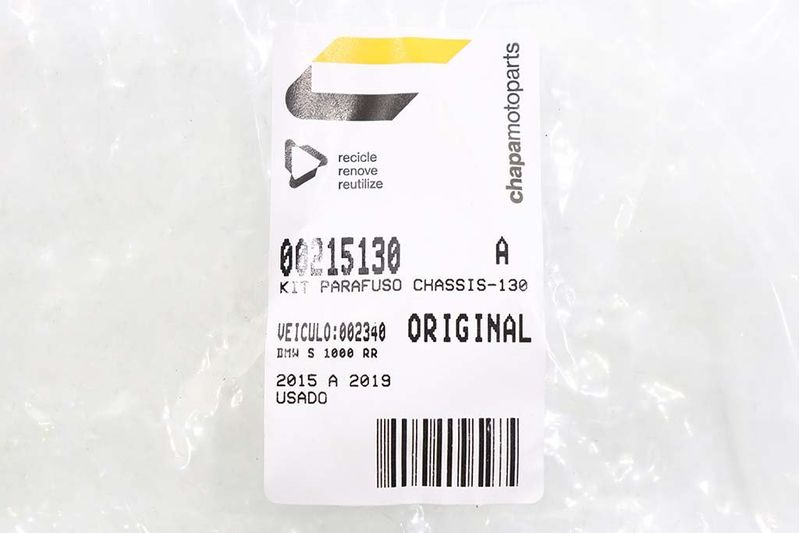 chapamotoparts
recicle
renove
reutilize
00215130 A
KIT PARAFUSO CHASSIS-130
VEICULO:002340 ORIGINAL
BMW S 1000 RR
2015 A 2019
USADO